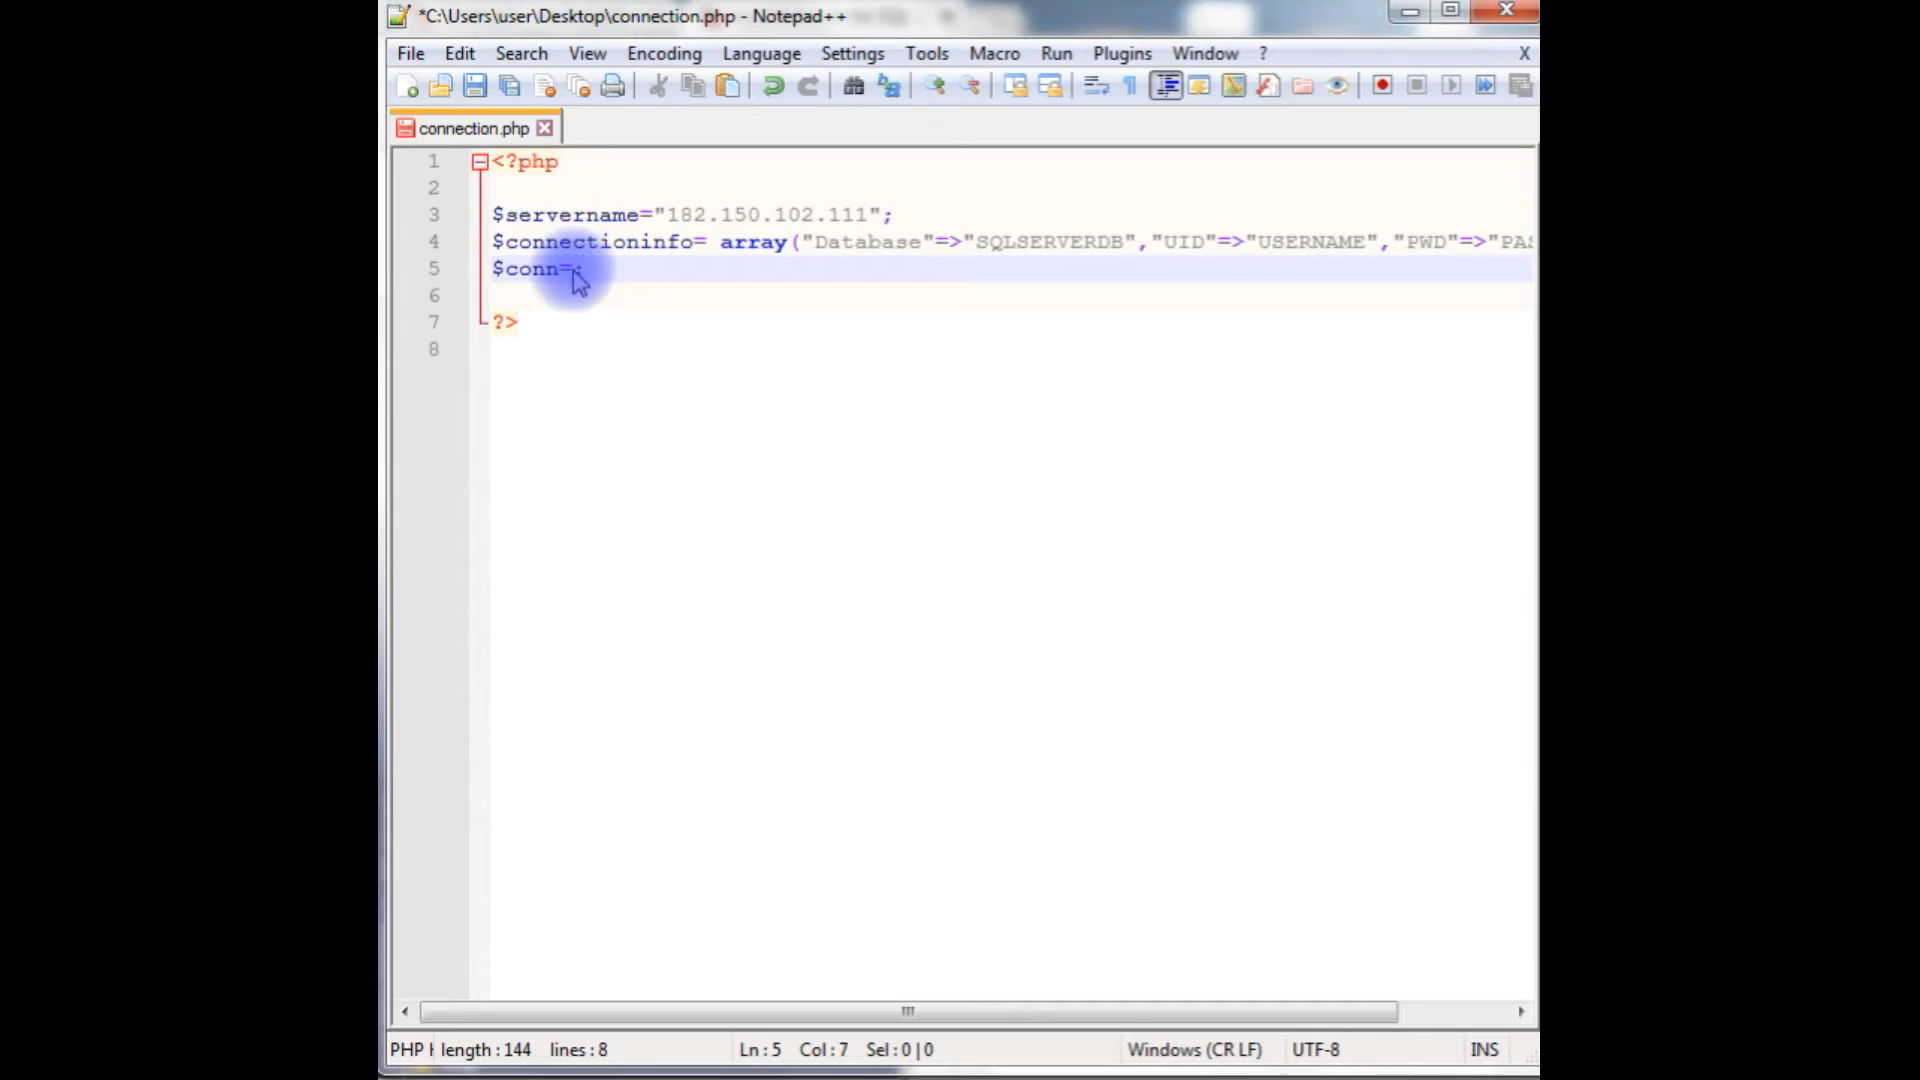 *C:\Users\user\Desktop\connection.php - Notepad++
File Edit Search View Encoding Language Settings Tools Macro Run Plugins Window ? X
connection.php
1 <?php
2
3 $servername="182.150.102.111";
4 $connectioninfo= array("Database"=>"SQLSERVERDB","UID"=>"USERNAME","PWD"=>"PAS
5 $conn=;
6
7 ?>
8
PHP length : 144 lines : 8 Ln : 5 Col : 7 Sel : 0 | 0 Windows (CR LF) UTF-8 INS